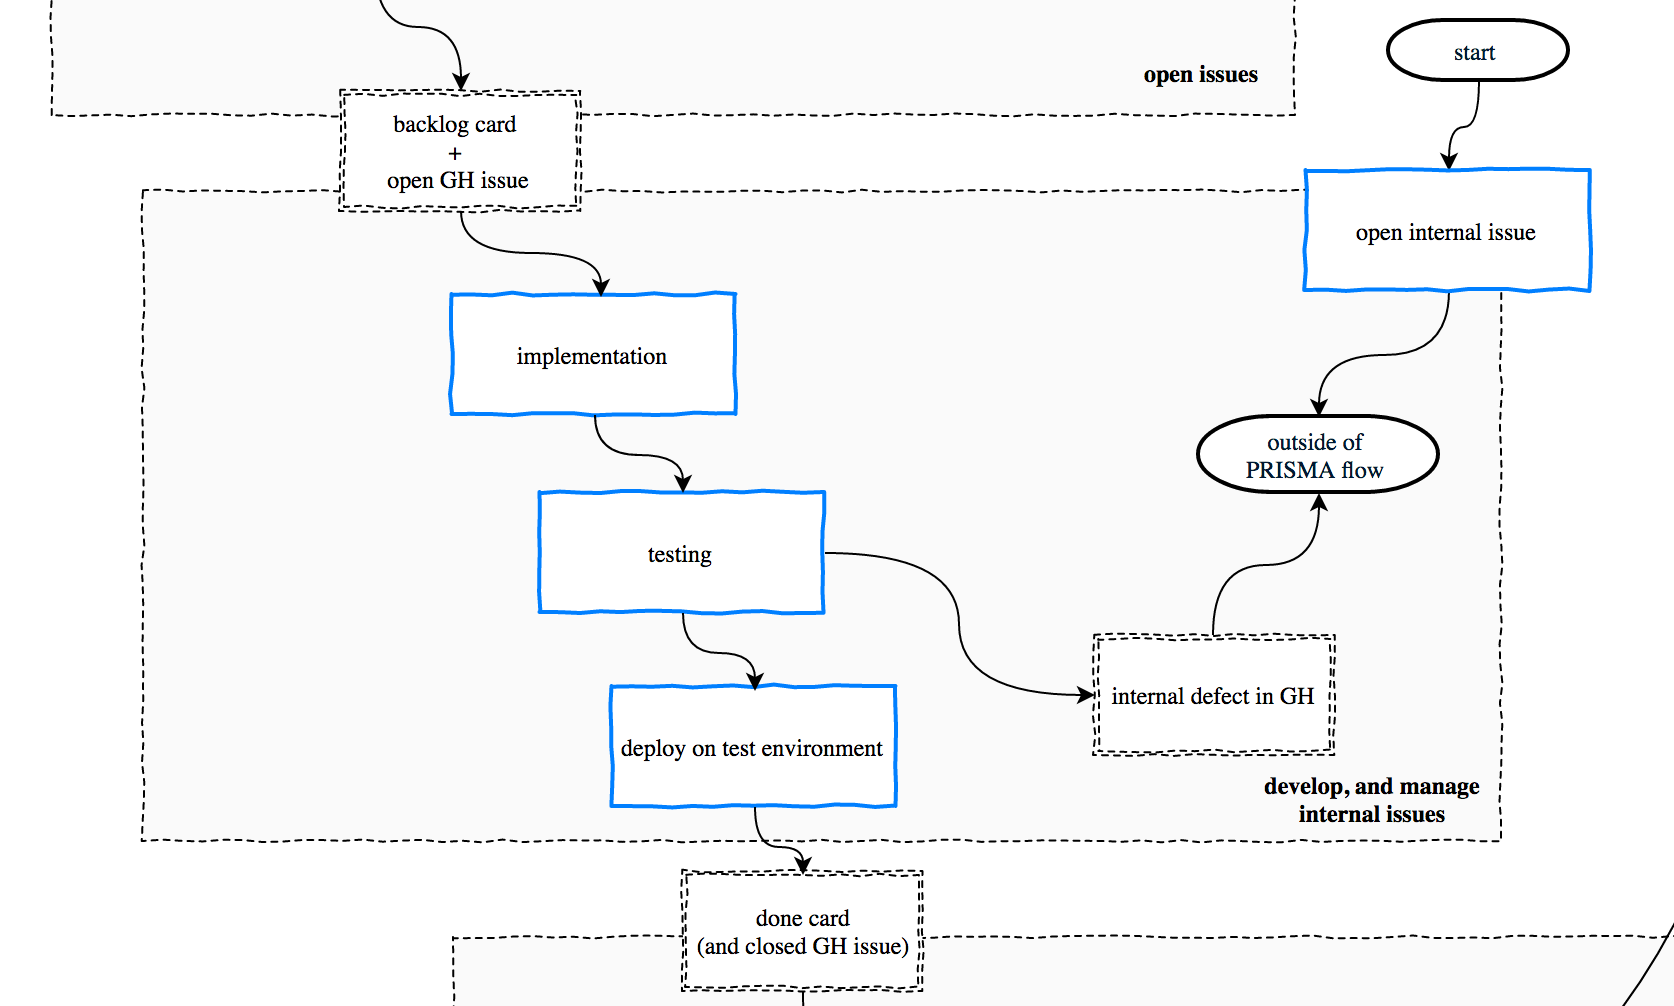 open issues
start
backlog card
+
open GH issue
open internal issue
implementation
outside of
PRISMA flow
testing
internal defect in GH
deploy on test environment
develop, and manage
internal issues
done card
(and closed GH issue)